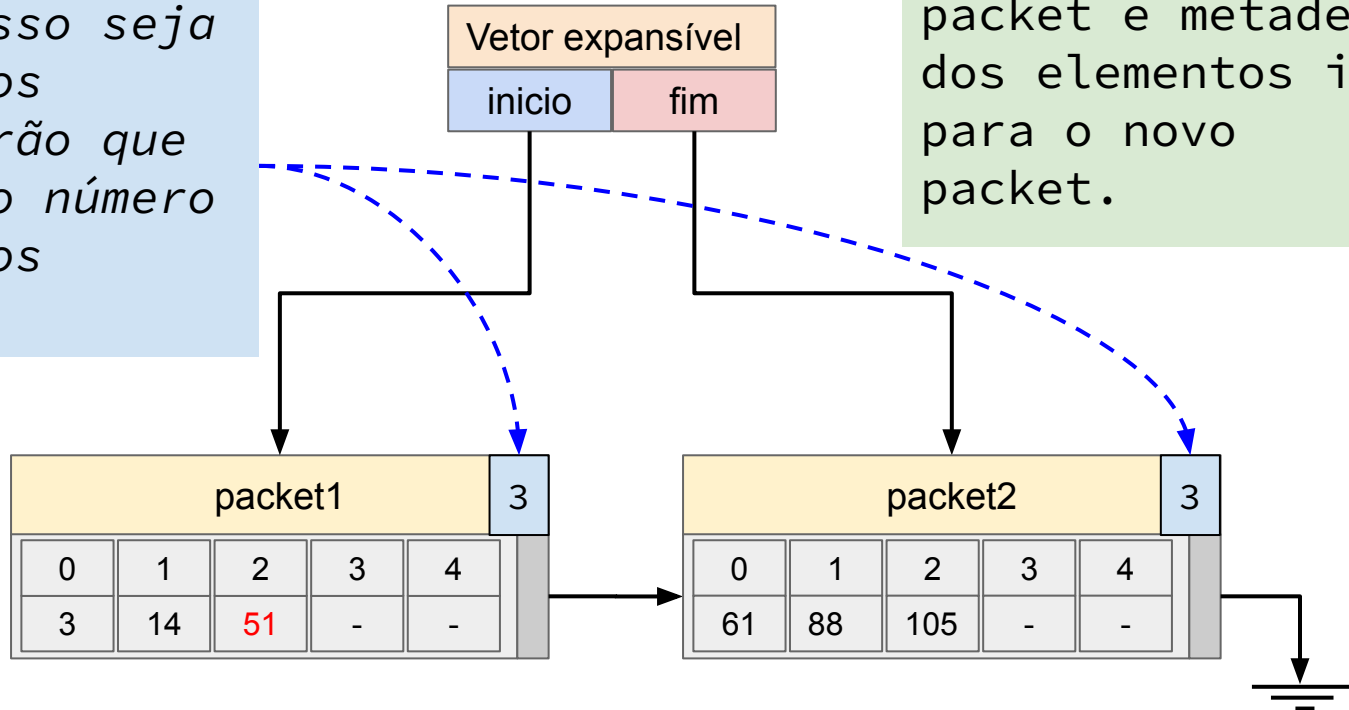 sso seja
os
rão que
o número
os
Vetor expansível
inicio fim
packet e metade
dos elementos i
para o novo
packet.
packet1 3
0 1 2 3 4
3 14 51 - -
packet2 3
0 1 2 3 4
61 88 105 - -